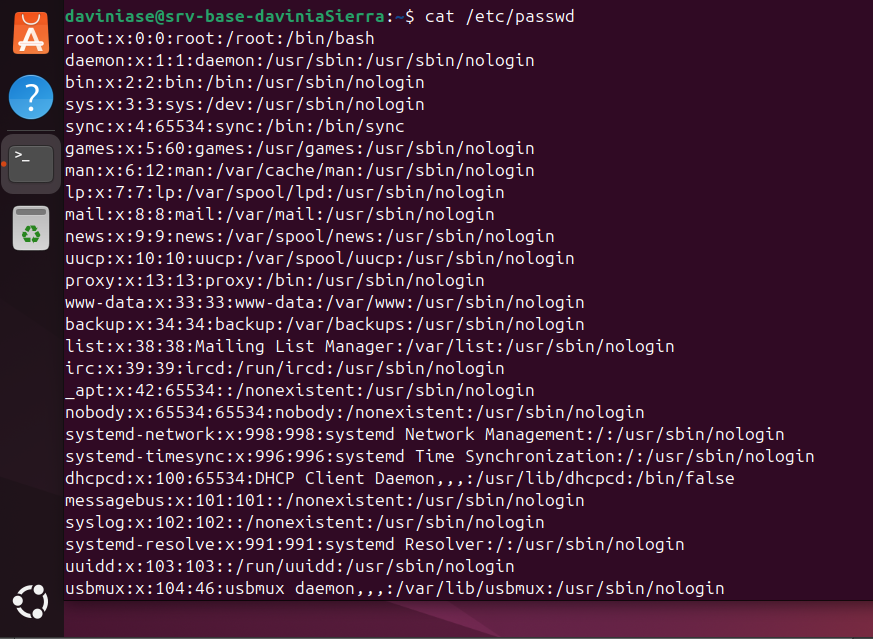 daviniase@srv-base-daviniaSierra:~$ cat /etc/passwd
root:x:0:0:root:/root:/bin/bash
daemon:x:1:1:daemon:/usr/sbin:/usr/sbin/nologin
bin:x:2:2:bin:/bin:/usr/sbin/nologin
sys:x:3:3:sys:/dev:/usr/sbin/nologin
sync:x:4:65534:sync:/bin:/bin/sync
games:x:5:60:games:/usr/games:/usr/sbin/nologin
man:x:6:12:man:/var/cache/man:/usr/sbin/nologin
lp:x:7:7:lp:/var/spool/lpd:/usr/sbin/nologin
mail:x:8:8:mail:/var/mail:/usr/sbin/nologin
news:x:9:9:news:/var/spool/news:/usr/sbin/nologin
uucp:x:10:10:uucp:/var/spool/uucp:/usr/sbin/nologin
proxy:x:13:13:proxy:/bin:/usr/sbin/nologin
www-data:x:33:33:www-data:/var/www:/usr/sbin/nologin
backup:x:34:34:backup:/var/backups:/usr/sbin/nologin
list:x:38:38:Mailing List Manager:/var/list:/usr/sbin/nologin
irc:x:39:39:ircd:/run/ircd:/usr/sbin/nologin
_apt:x:42:65534::/nonexistent:/usr/sbin/nologin
nobody:x:65534:65534:nobody:/nonexistent:/usr/sbin/nologin
systemd-network:x:998:998:systemd Network Management:/:/usr/sbin/nologin
systemd-timesync:x:996:996:systemd Time Synchronization:/:/usr/sbin/nologin
dhcpcd:x:100:65534:DHCP Client Daemon,,,:/usr/lib/dhcpcd:/bin/false
messagebus:x:101:101::/nonexistent:/usr/sbin/nologin
syslog:x:102:102::/nonexistent:/usr/sbin/nologin
systemd-resolve:x:991:991:systemd Resolver:/:/usr/sbin/nologin
uuidd:x:103:103::/run/uuidd:/usr/sbin/nologin
usbmux:x:104:46:usbmux daemon,,,:/var/lib/usbmux:/usr/sbin/nologin